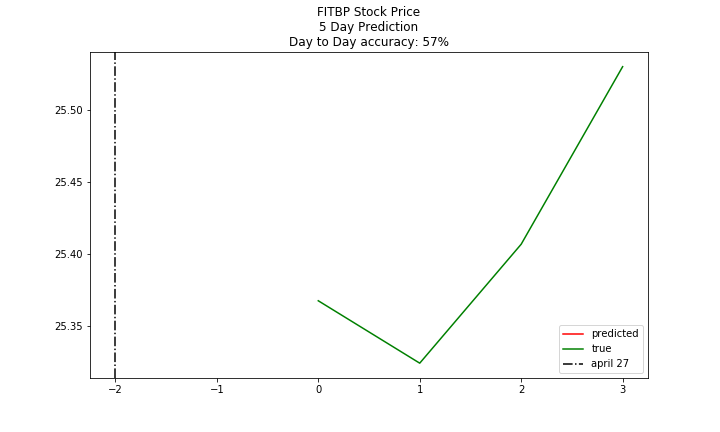 FITBP Stock Price
5 Day Prediction
Day to Day accuracy: 57%
25.50
25.45
25.40
25.35
predicted
true
april 27
−2
−1
0
1
2
3